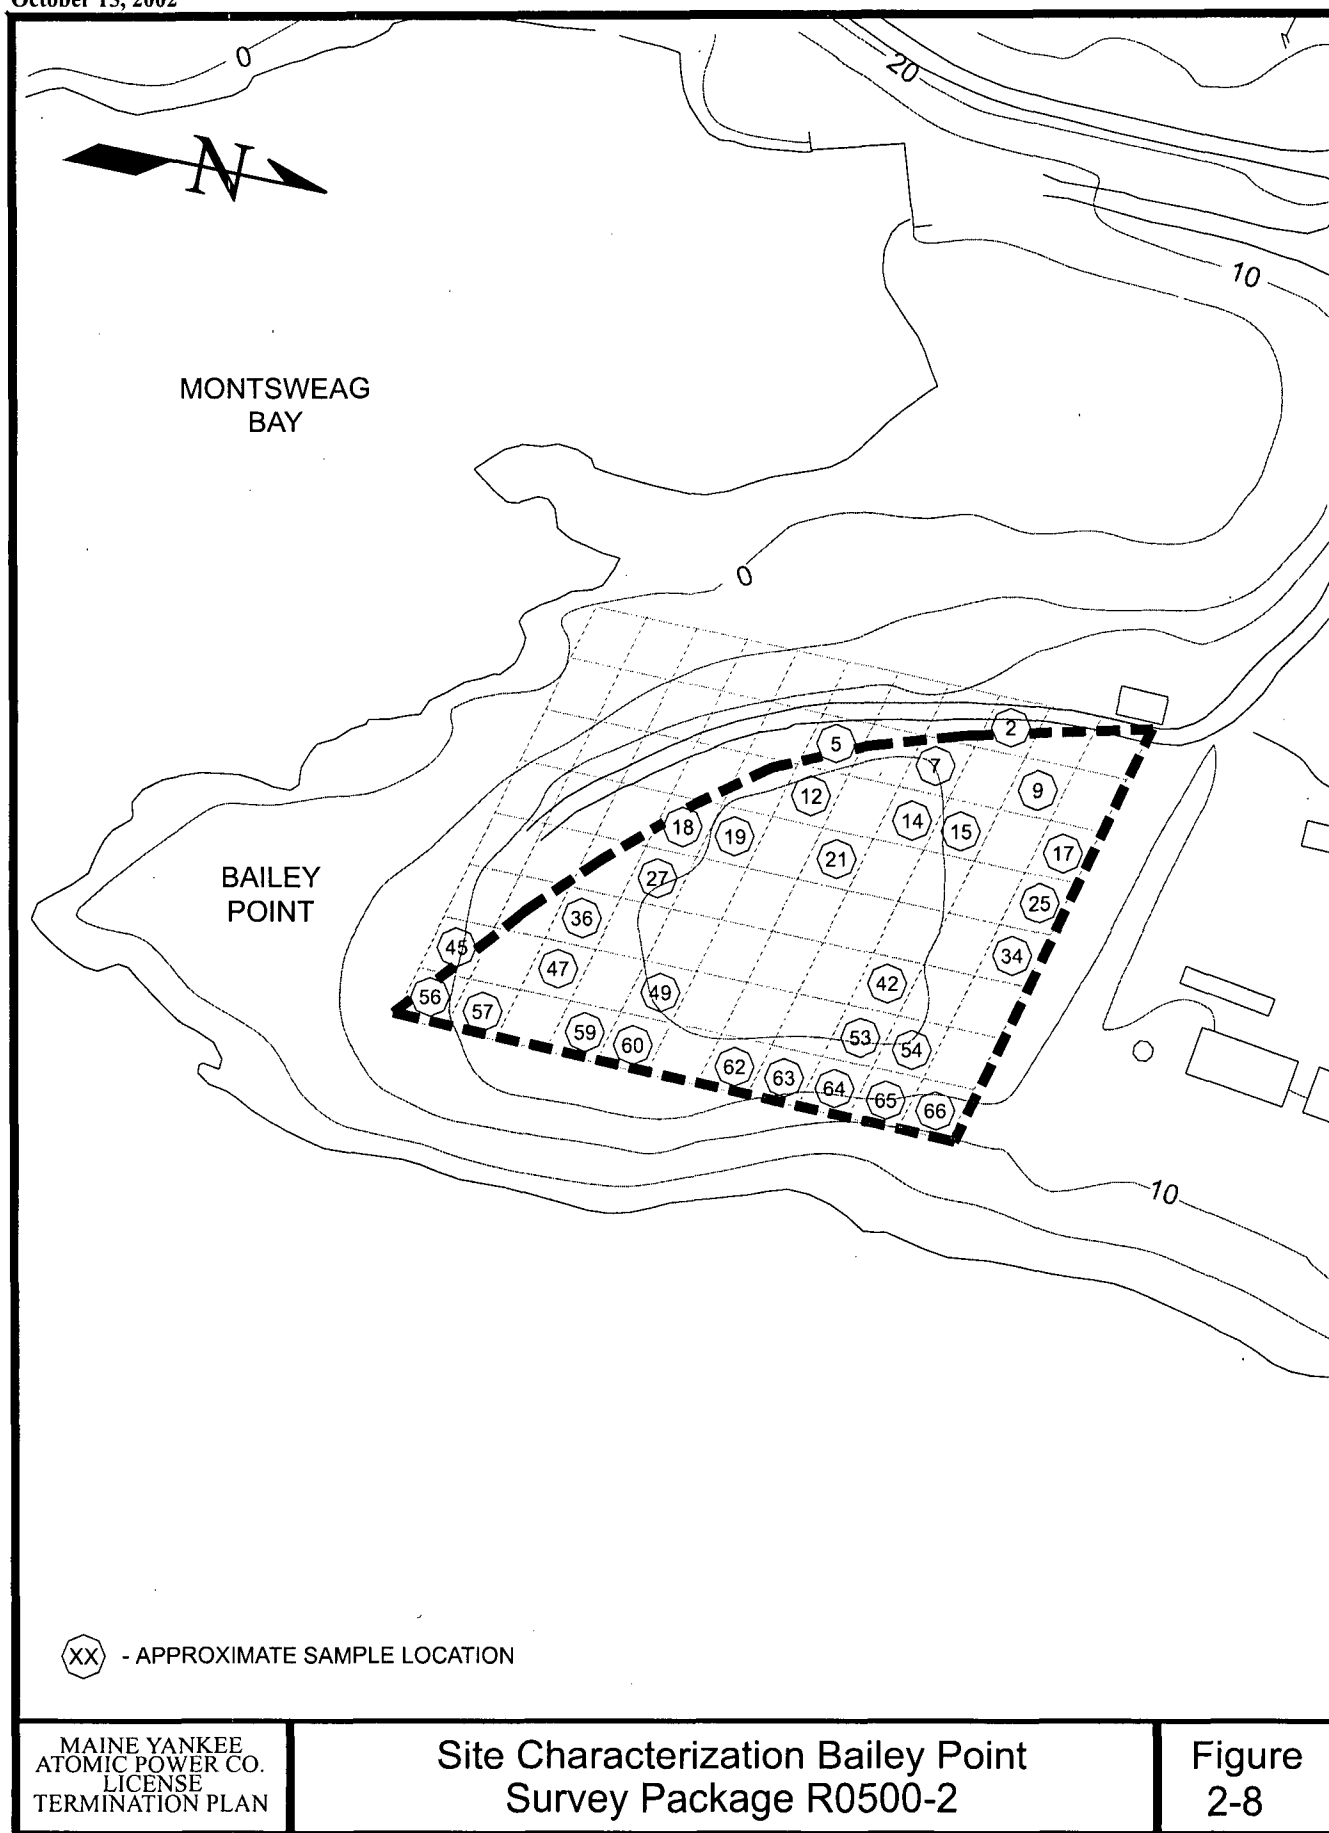 October 15, 2002
0
20
N
10
MONTSWEAG
BAY
0
2
5
7
9
12
14
15
18
19
17
21
27
BAILEY
POINT
25
36
45
34
47
42
49
56
57
59
60
53
54
62
63
64
65
66
10
XX - APPROXIMATE SAMPLE LOCATION
MAINE YANKEE
ATOMIC POWER CO.
LICENSE
TERMINATION PLAN
Site Characterization Bailey Point
Survey Package R0500-2
Figure
2-8